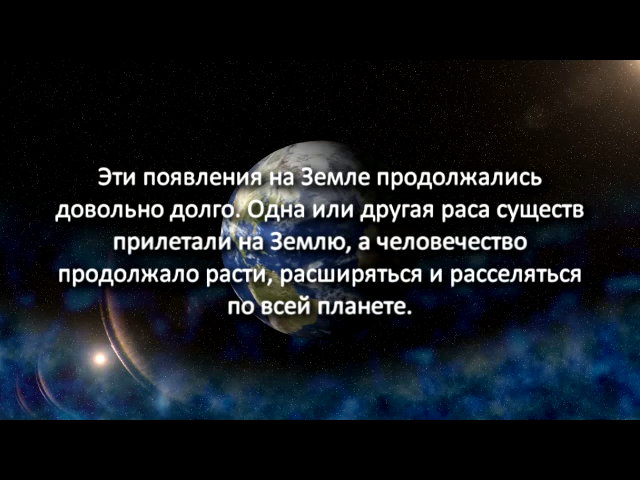 Эти появления на Земле продолжались
довольно долго. Одна или другая раса существ
прилетали на Землю, а человечество
продолжало расти, расширяться и расселяться
по всей планете.